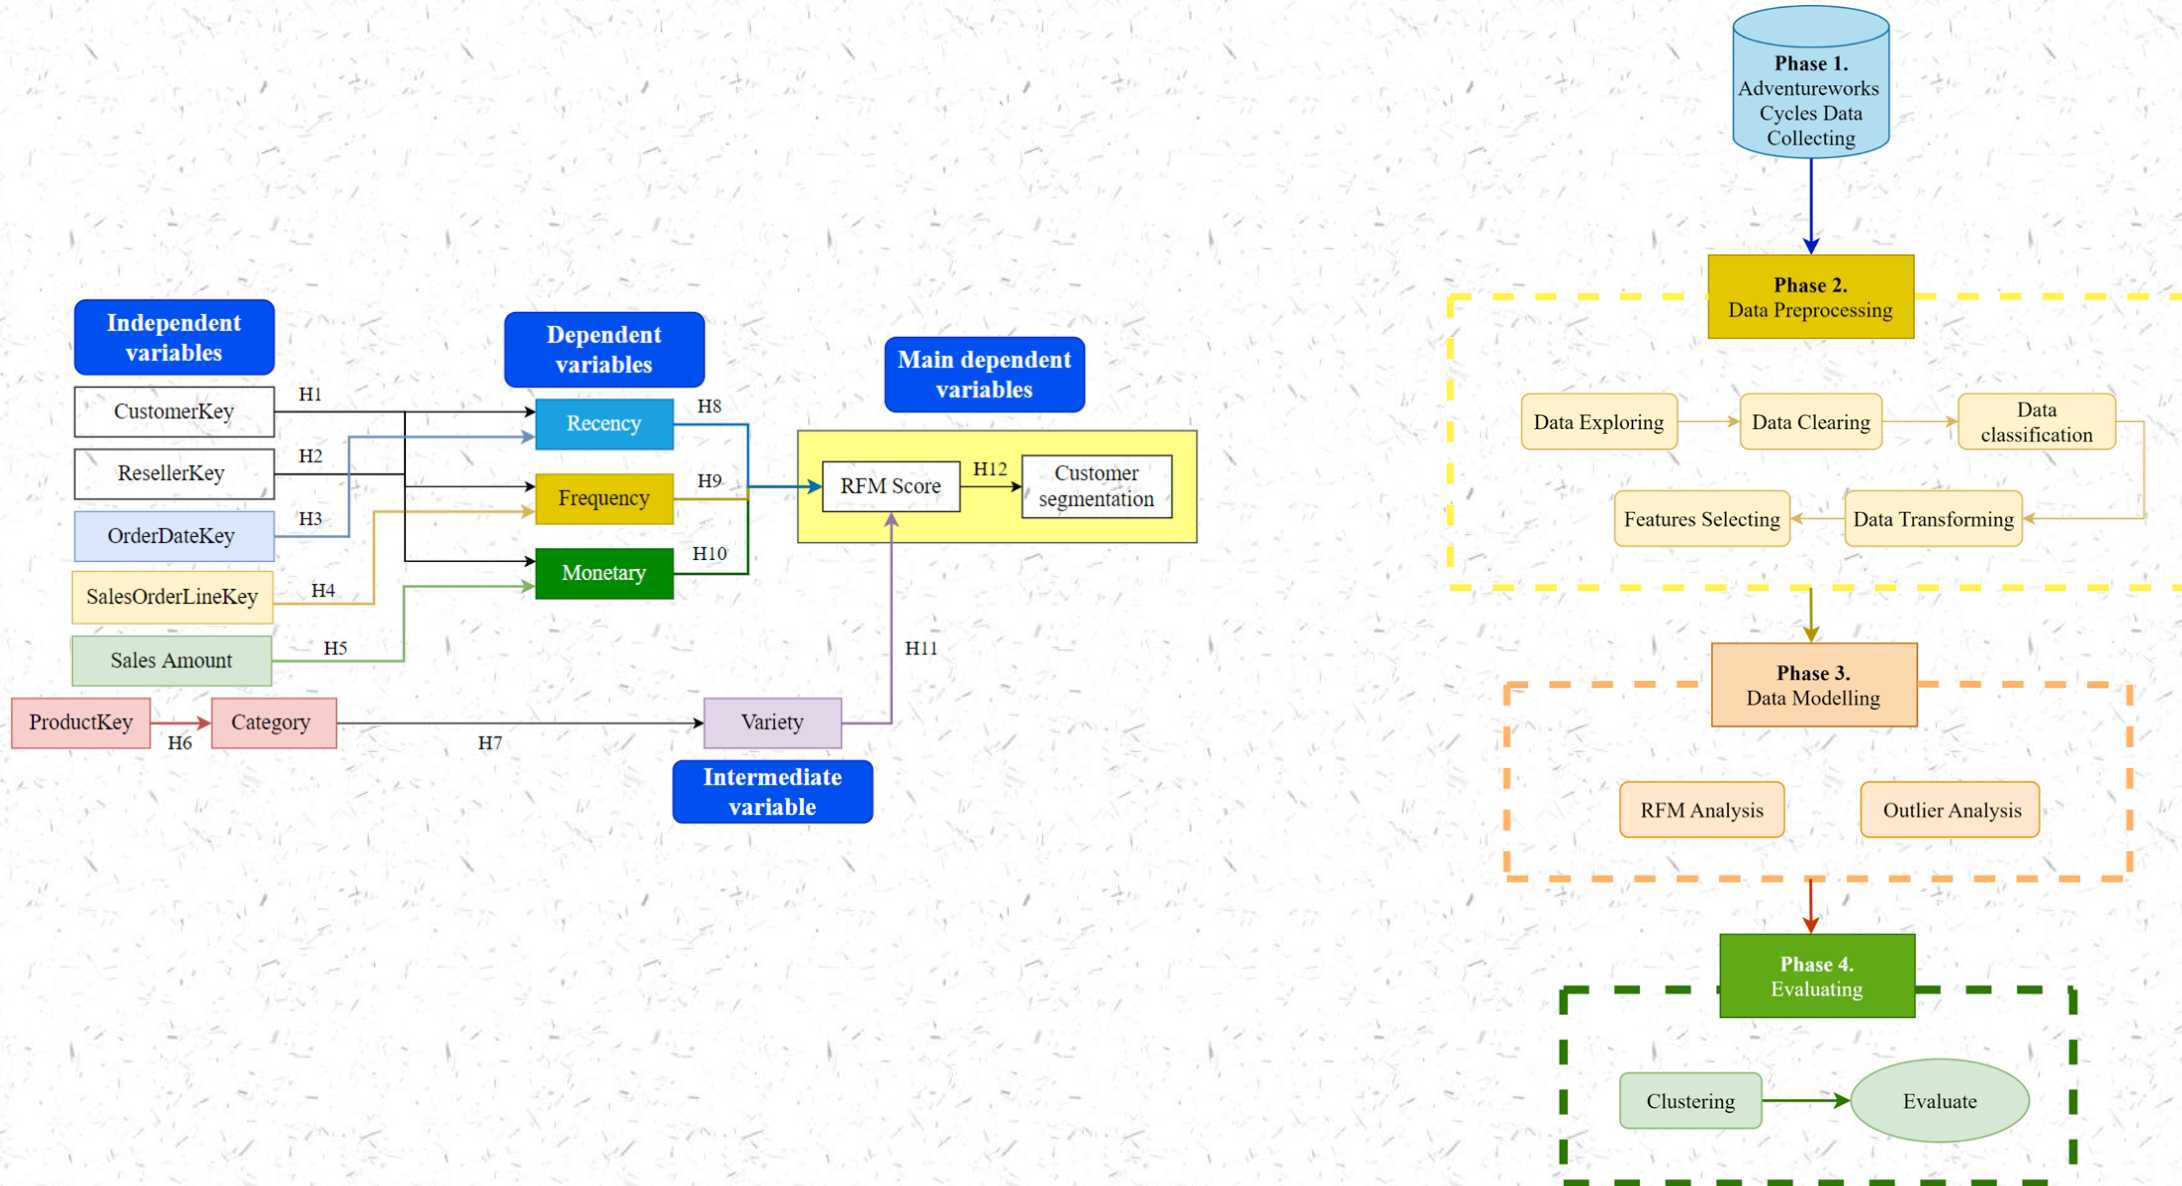 Independent
variables
CustomerKey
ResellerKey
OrderDateKey
SalesOrderLineKey
Sales Amount
ProductKey
Category
H1
H2
H3
H4
H5
H6
H7
Dependent
variables
Recency
Frequency
Monetary
H8
H9
H10
Main dependent
variables
RFM Score
H12
Customer
segmentation
H11
Variety
Intermediate
variable
Phase 1.
Adventureworks
Cycles Data
Collecting
Phase 2.
Data Preprocessing
Data Exploring
Data Clearing
Data
classification
Features Selecting
Data Transforming
Phase 3.
Data Modelling
RFM Analysis
Outlier Analysis
Phase 4.
Evaluating
Clustering
Evaluate